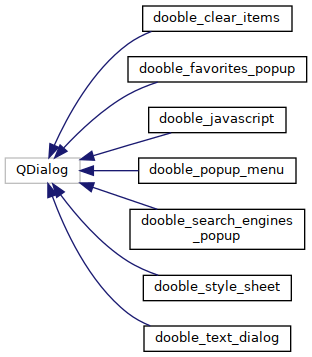 dooble_clear_items
dooble_favorites_popup
dooble_javascript
QDialog
dooble_popup_menu
dooble_search_engines
_popup
dooble_style_sheet
dooble_text_dialog